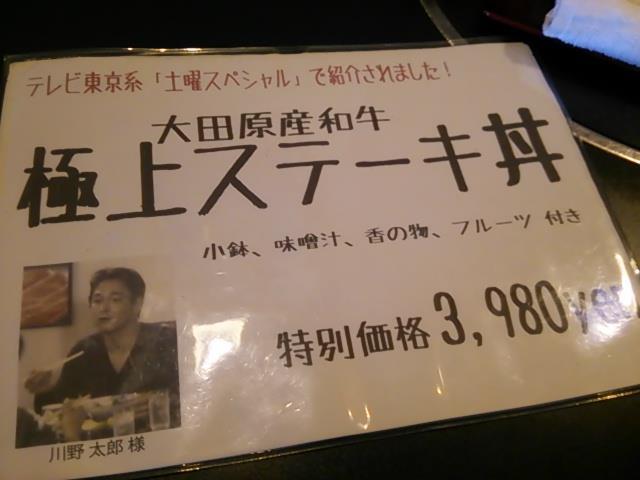 テレビ東京系「土曜スペシャル」で紹介されました！
大田原産和牛
極上ステーキ丼
小鉢、味噌汁、香の物、フルーツ 付き
特別価格3,980yen
川野太郎様